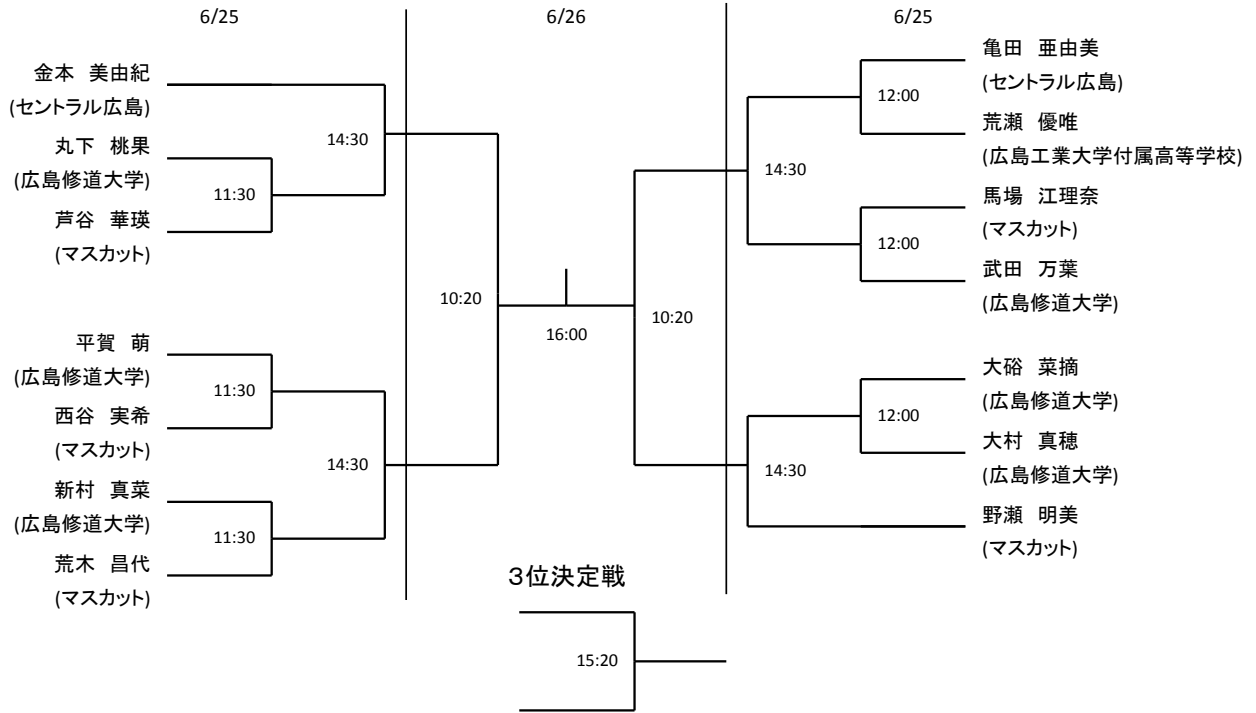 6/25
6/26
6/25
金本 美由紀
(セントラル広島)
丸下 桃果
(広島修道大学)
芦谷 華瑛
(マスカット)
平賀 萌
(広島修道大学)
西谷 実希
(マスカット)
新村 真菜
(広島修道大学)
荒木 昌代
(マスカット)
14:30
11:30
11:30
14:30
11:30
10:20
16:00
10:20
12:00
14:30
12:00
12:00
14:30
亀田 亜由美
(セントラル広島)
荒瀬 優唯
(広島工業大学付属高等学校)
馬場 江理奈
(マスカット)
武田 万葉
(広島修道大学)
大硲 菜摘
(広島修道大学)
大村 真穂
(広島修道大学)
野瀬 明美
(マスカット)
3位決定戦
15:20